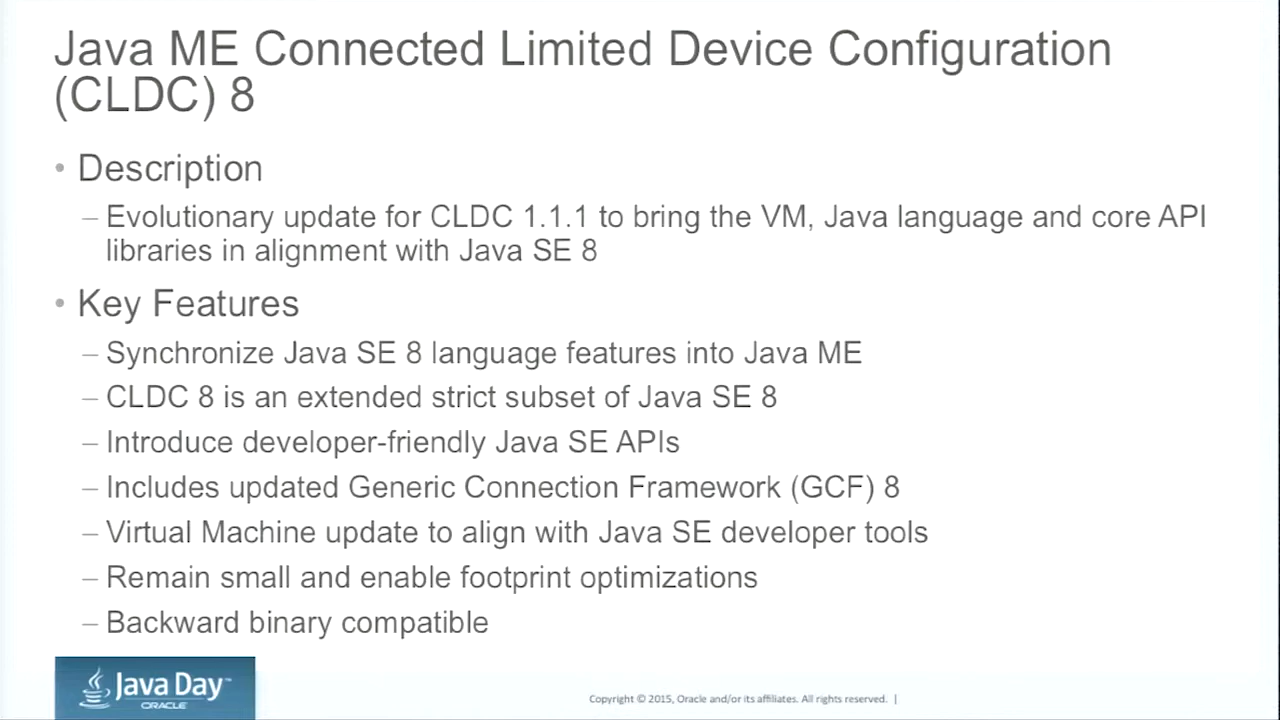 Java ME Connected Limited Device Configuration
(CLDC) 8
• Description
– Evolutionary update for CLDC 1.1.1 to bring the VM, Java language and core API
libraries in alignment with Java SE 8
• Key Features
– Synchronize Java SE 8 language features into Java ME
– CLDC 8 is an extended strict subset of Java SE 8
– Introduce developer-friendly Java SE APIs
– Includes updated Generic Connection Framework (GCF) 8
– Virtual Machine update to align with Java SE developer tools
– Remain small and enable footprint optimizations
– Backward binary compatible
Java Day™
ORACLE
Copyright © 2015, Oracle and/or its affiliates. All rights reserved. |